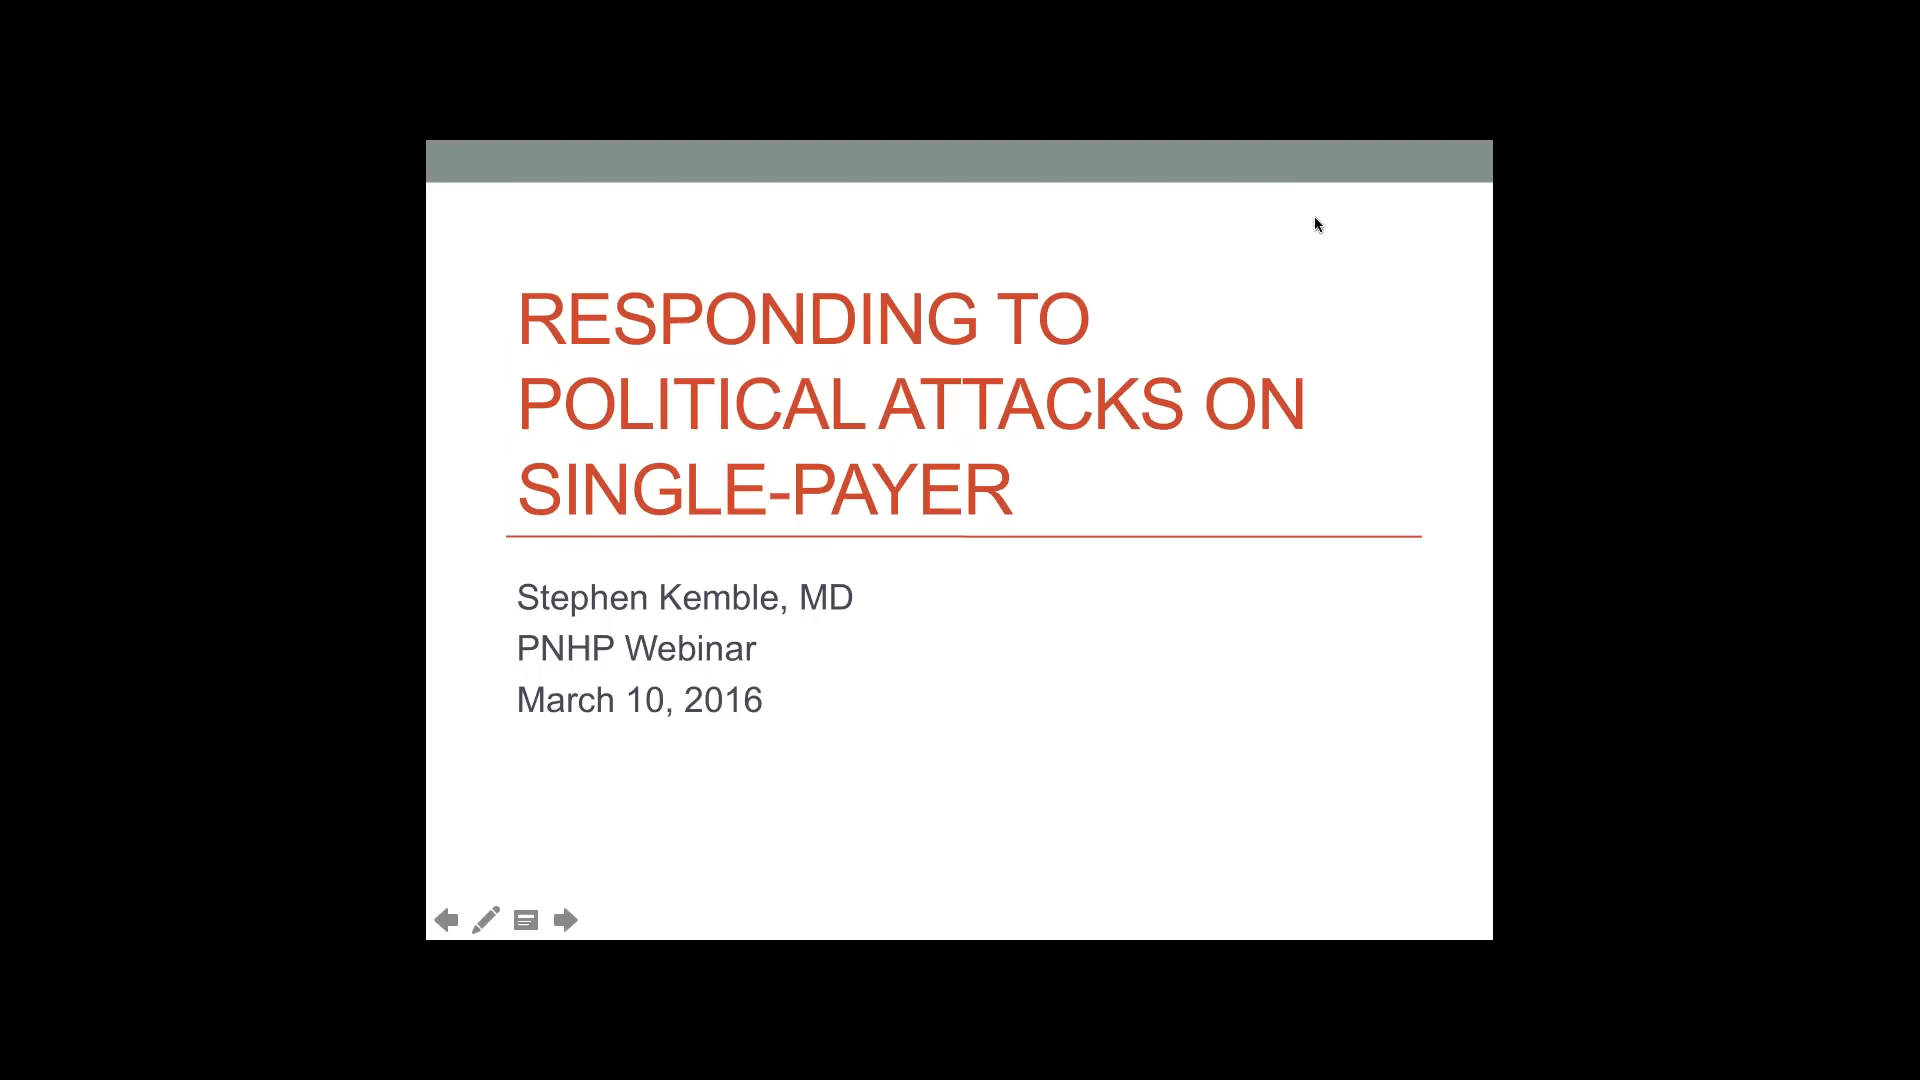 RESPONDING TO
POLITICAL ATTACKS ON
SINGLE-PAYER
Stephen Kemble, MD
PNHP Webinar
March 10, 2016